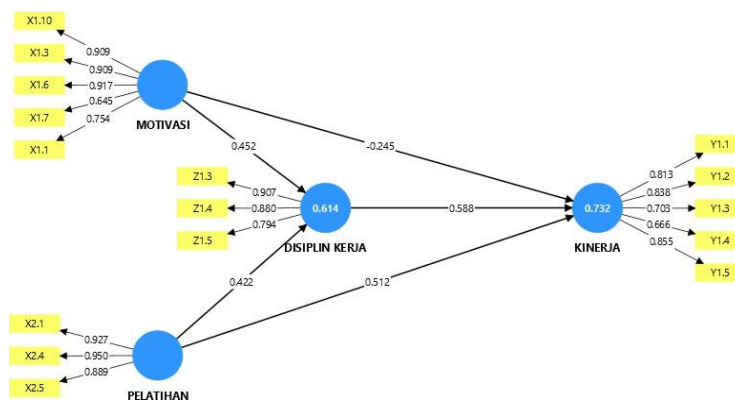 X1.10
0.909
X1.3
0.909
X1.6
0.917
X1.7
0.645
X1.1
0.754
MOTIVASI
0.452
-0.245
Z1.3
0.907
Z1.4
0.880
Z1.5
0.794
0.614
DISIPLIN KERJA
0.588
0.732
KINERJA
Y1.1
0.813
Y1.2
0.838
Y1.3
0.703
Y1.4
0.666
Y1.5
0.855
0.422
0.512
X2.1
0.927
X2.4
0.950
X2.5
0.889
PELATIHAN